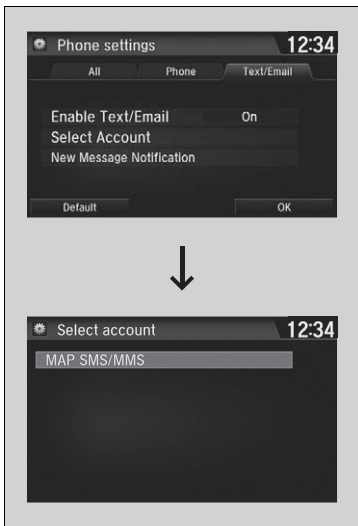 Phone settings 12:34
All Phone Text/Email
Enable Text/Email On
Select Account
New Message Notification
Default OK
Select account 12:34
MAP SMS/MMS